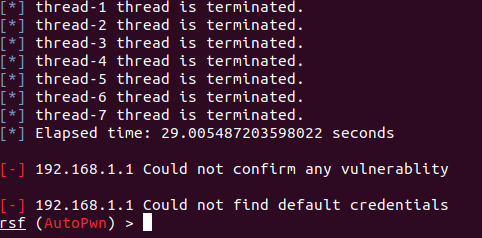 [*] thread-1 thread is terminated.
[*] thread-2 thread is terminated.
[*] thread-3 thread is terminated.
[*] thread-4 thread is terminated.
[*] thread-5 thread is terminated.
[*] thread-6 thread is terminated.
[*] thread-7 thread is terminated.
[*] Elapsed time: 29.005487203598022 seconds
[-] 192.168.1.1 Could not confirm any vulnerablity
[-] 192.168.1.1 Could not find default credentials
rsf (AutoPwn) >